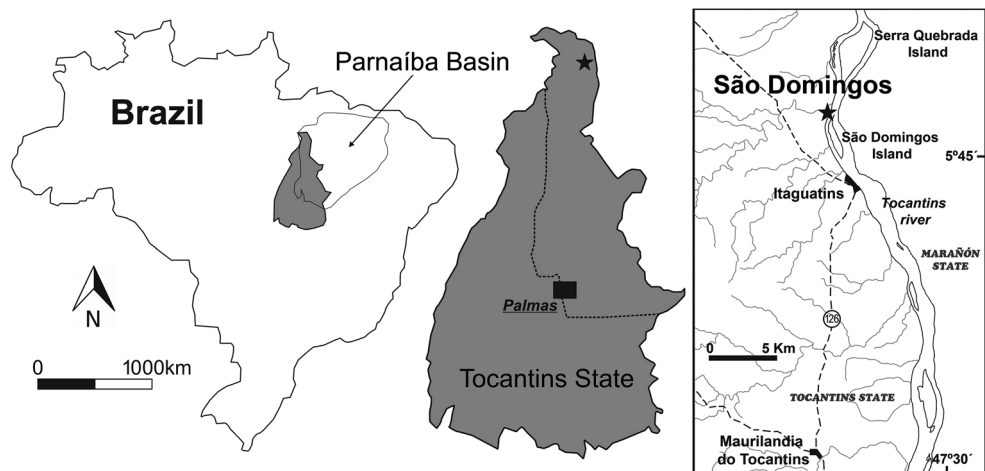 Brazil
Parnaíba Basin
N
0 1000km
Palmas
Tocantins State
Serra Quebrada
Island
São Domingos
São Domingos
Island
5º45´
Itaguatins
Tocantins
river
MARAÑÓN
STATE
126
0 5 Km
TOCANTINS STATE
Maurilandia
do Tocantins
47º30´